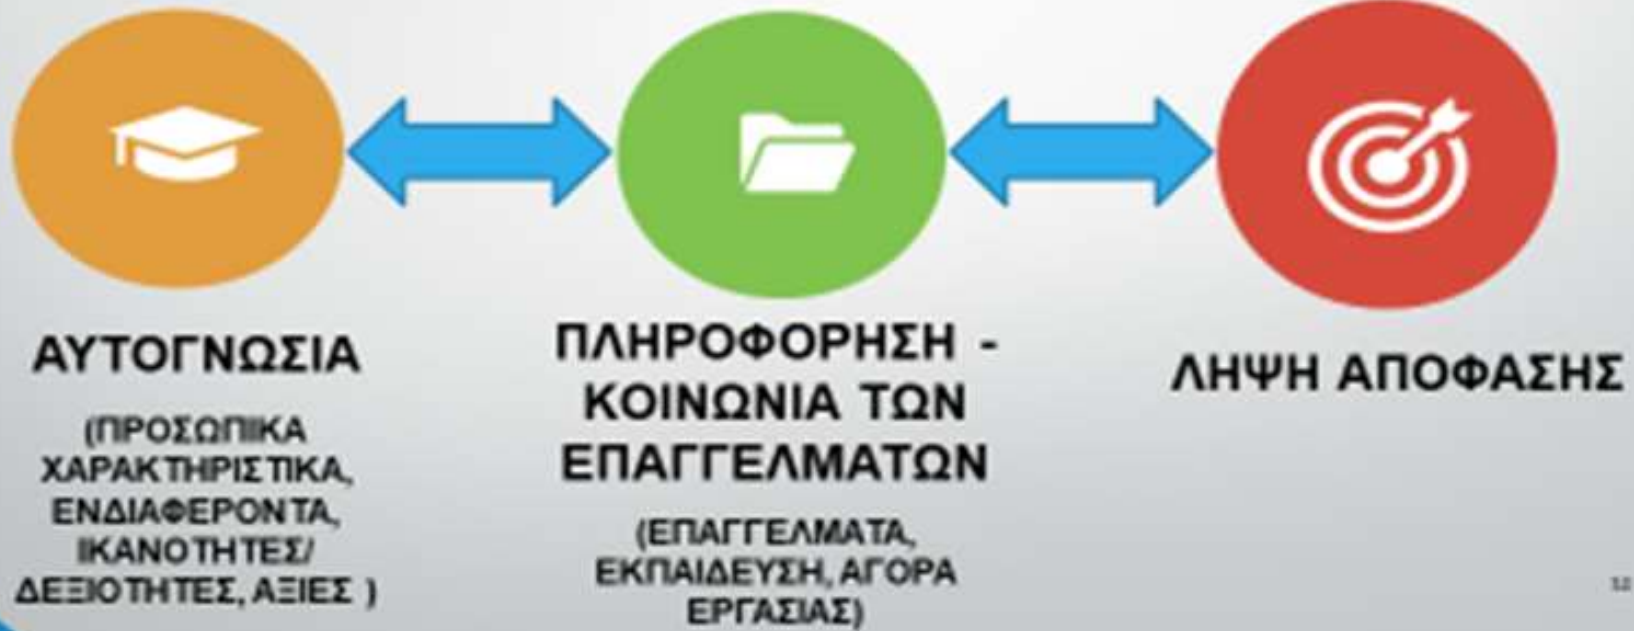 ΑΥΤΟΓΝΩΣΙΑ
(ΠΡΟΣΩΠΙΚΑ
ΧΑΡΑΚΤΗΡΙΣΤΙΚΑ,
ΕΝΔΙΑΦΕΡΟΝΤΑ,
ΙΚΑΝΟΤΗΤΕΣ/
ΔΕΞΙΟΤΗΤΕΣ, ΑΞΙΕΣ )
ΠΛΗΡΟΦΟΡΗΣΗ -
ΚΟΙΝΩΝΙΑ ΤΩΝ
ΕΠΑΓΓΕΛΜΑΤΩΝ
(ΕΠΑΓΓΕΛΜΑΤΑ,
ΕΚΠΑΙΔΕΥΣΗ, ΑΓΟΡΑ
ΕΡΓΑΣΙΑΣ)
ΛΗΨΗ ΑΠΟΦΑΣΗΣ